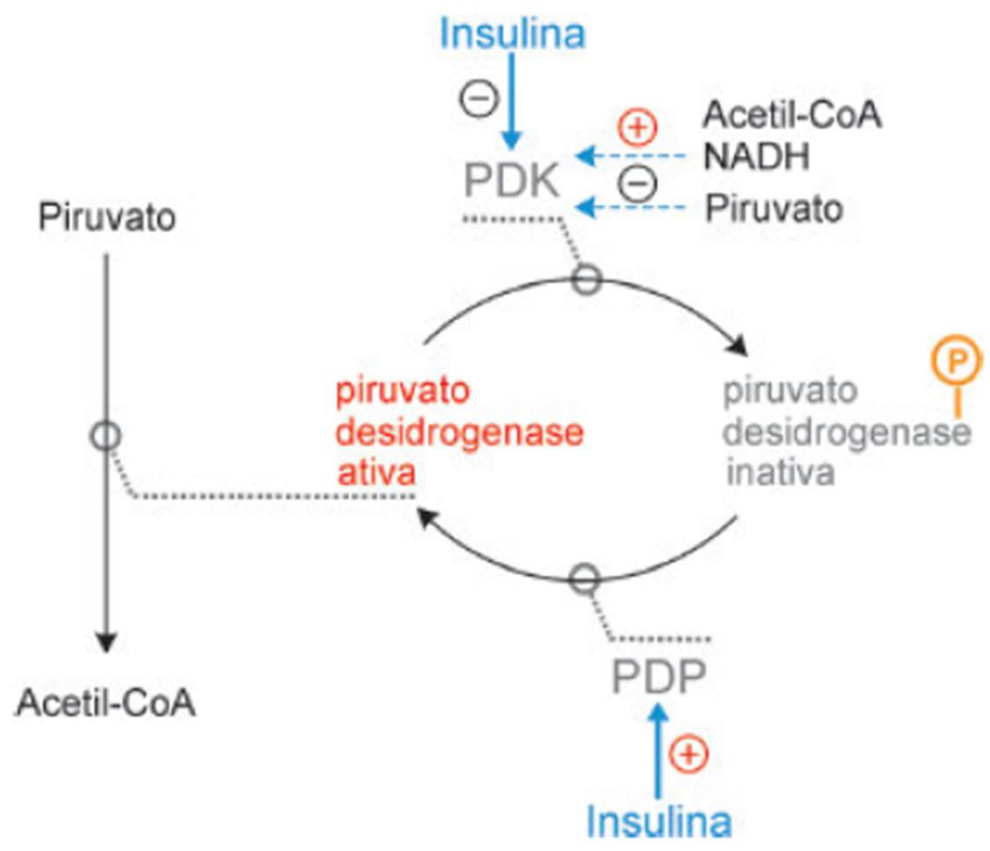 Insulina
−
+
Acetil-CoA
NADH
PDK
−
Piruvato
Piruvato
piruvato
desidrogenase
ativa
P
piruvato
desidrogenase
inativa
Acetil-CoA
PDP
+
Insulina